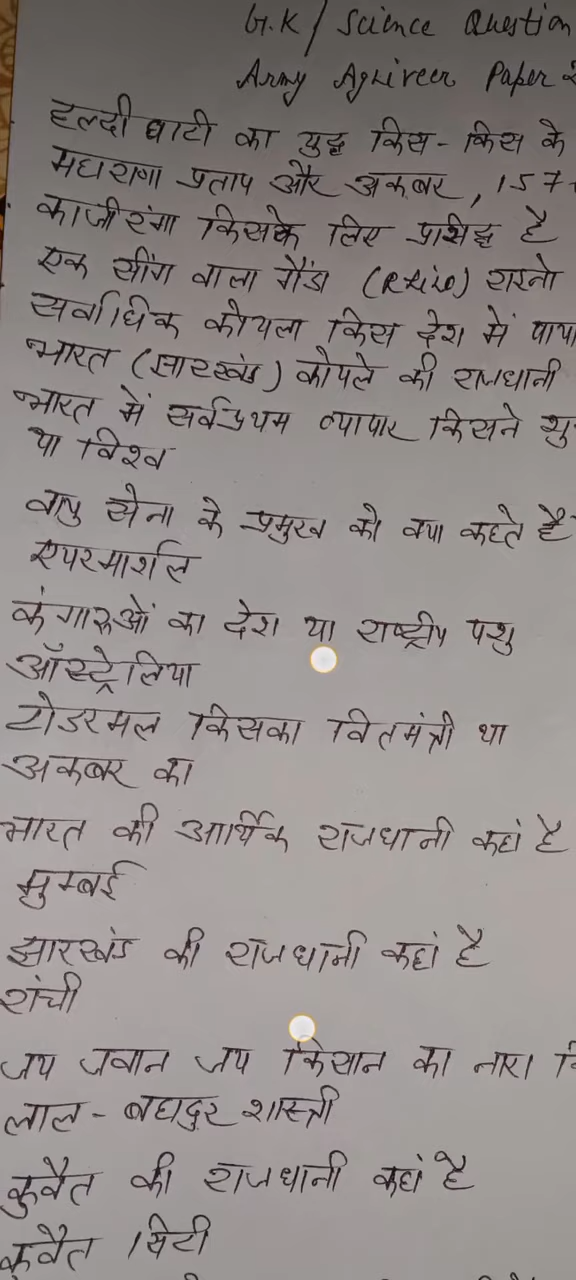 G.K / Science Question
Army Agniveer Paper
हल्दी घाटी का युद्ध किस - किस के
महाराणा प्रताप और अकबर, 157
काजीरंगा किसके लिए प्रसिद्ध है
एक सींग वाला गैंडा (Rhino)
सर्वाधिक कोयला किस देश में पाया
भारत (झारखंड) कोयले की राजधानी
भारत में सर्वप्रथम व्यापार किसने शु
या विश्व
वायु सेना के प्रमुख को क्या कहते है
एयरमार्शल
कंगारुओं का देश या राष्ट्रीय पशु
ऑस्ट्रेलिया
टोडरमल किसका वितमंत्री था
अकबर का
भारत की आर्थिक राजधानी कहां है
मुम्बई
झारखंड की राजधानी कहां है
रांची
जय जवान जय किसान का नारा कि
लाल - बहादुर शास्त्री
कुवैत की राजधानी कहां है
कुवैत सिटी